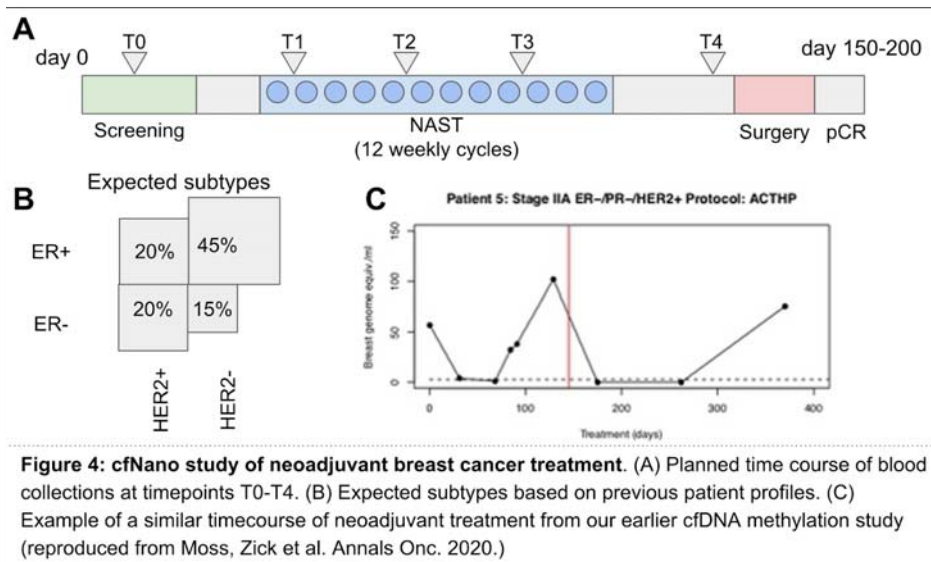 A
day 0
T0
T1
T2
T3
T4
day 150-200
Screening
NAST
(12 weekly cycles)
Surgery
pCR
B
Expected subtypes
ER+
20%
45%
ER-
20%
15%
HER2+
HER2-
C
Patient 5: Stage IIA ER−/PR−/HER2+ Protocol: ACTHP
Breast genome equiv./ml
150
100
50
0
0
100
200
300
400
Treatment (days)
Figure 4: cfNano study of neoadjuvant breast cancer treatment. (A) Planned time course of blood
collections at timepoints T0-T4. (B) Expected subtypes based on previous patient profiles. (C)
Example of a similar timecourse of neoadjuvant treatment from our earlier cfDNA methylation study
(reproduced from Moss, Zick et al. Annals Onc. 2020.)